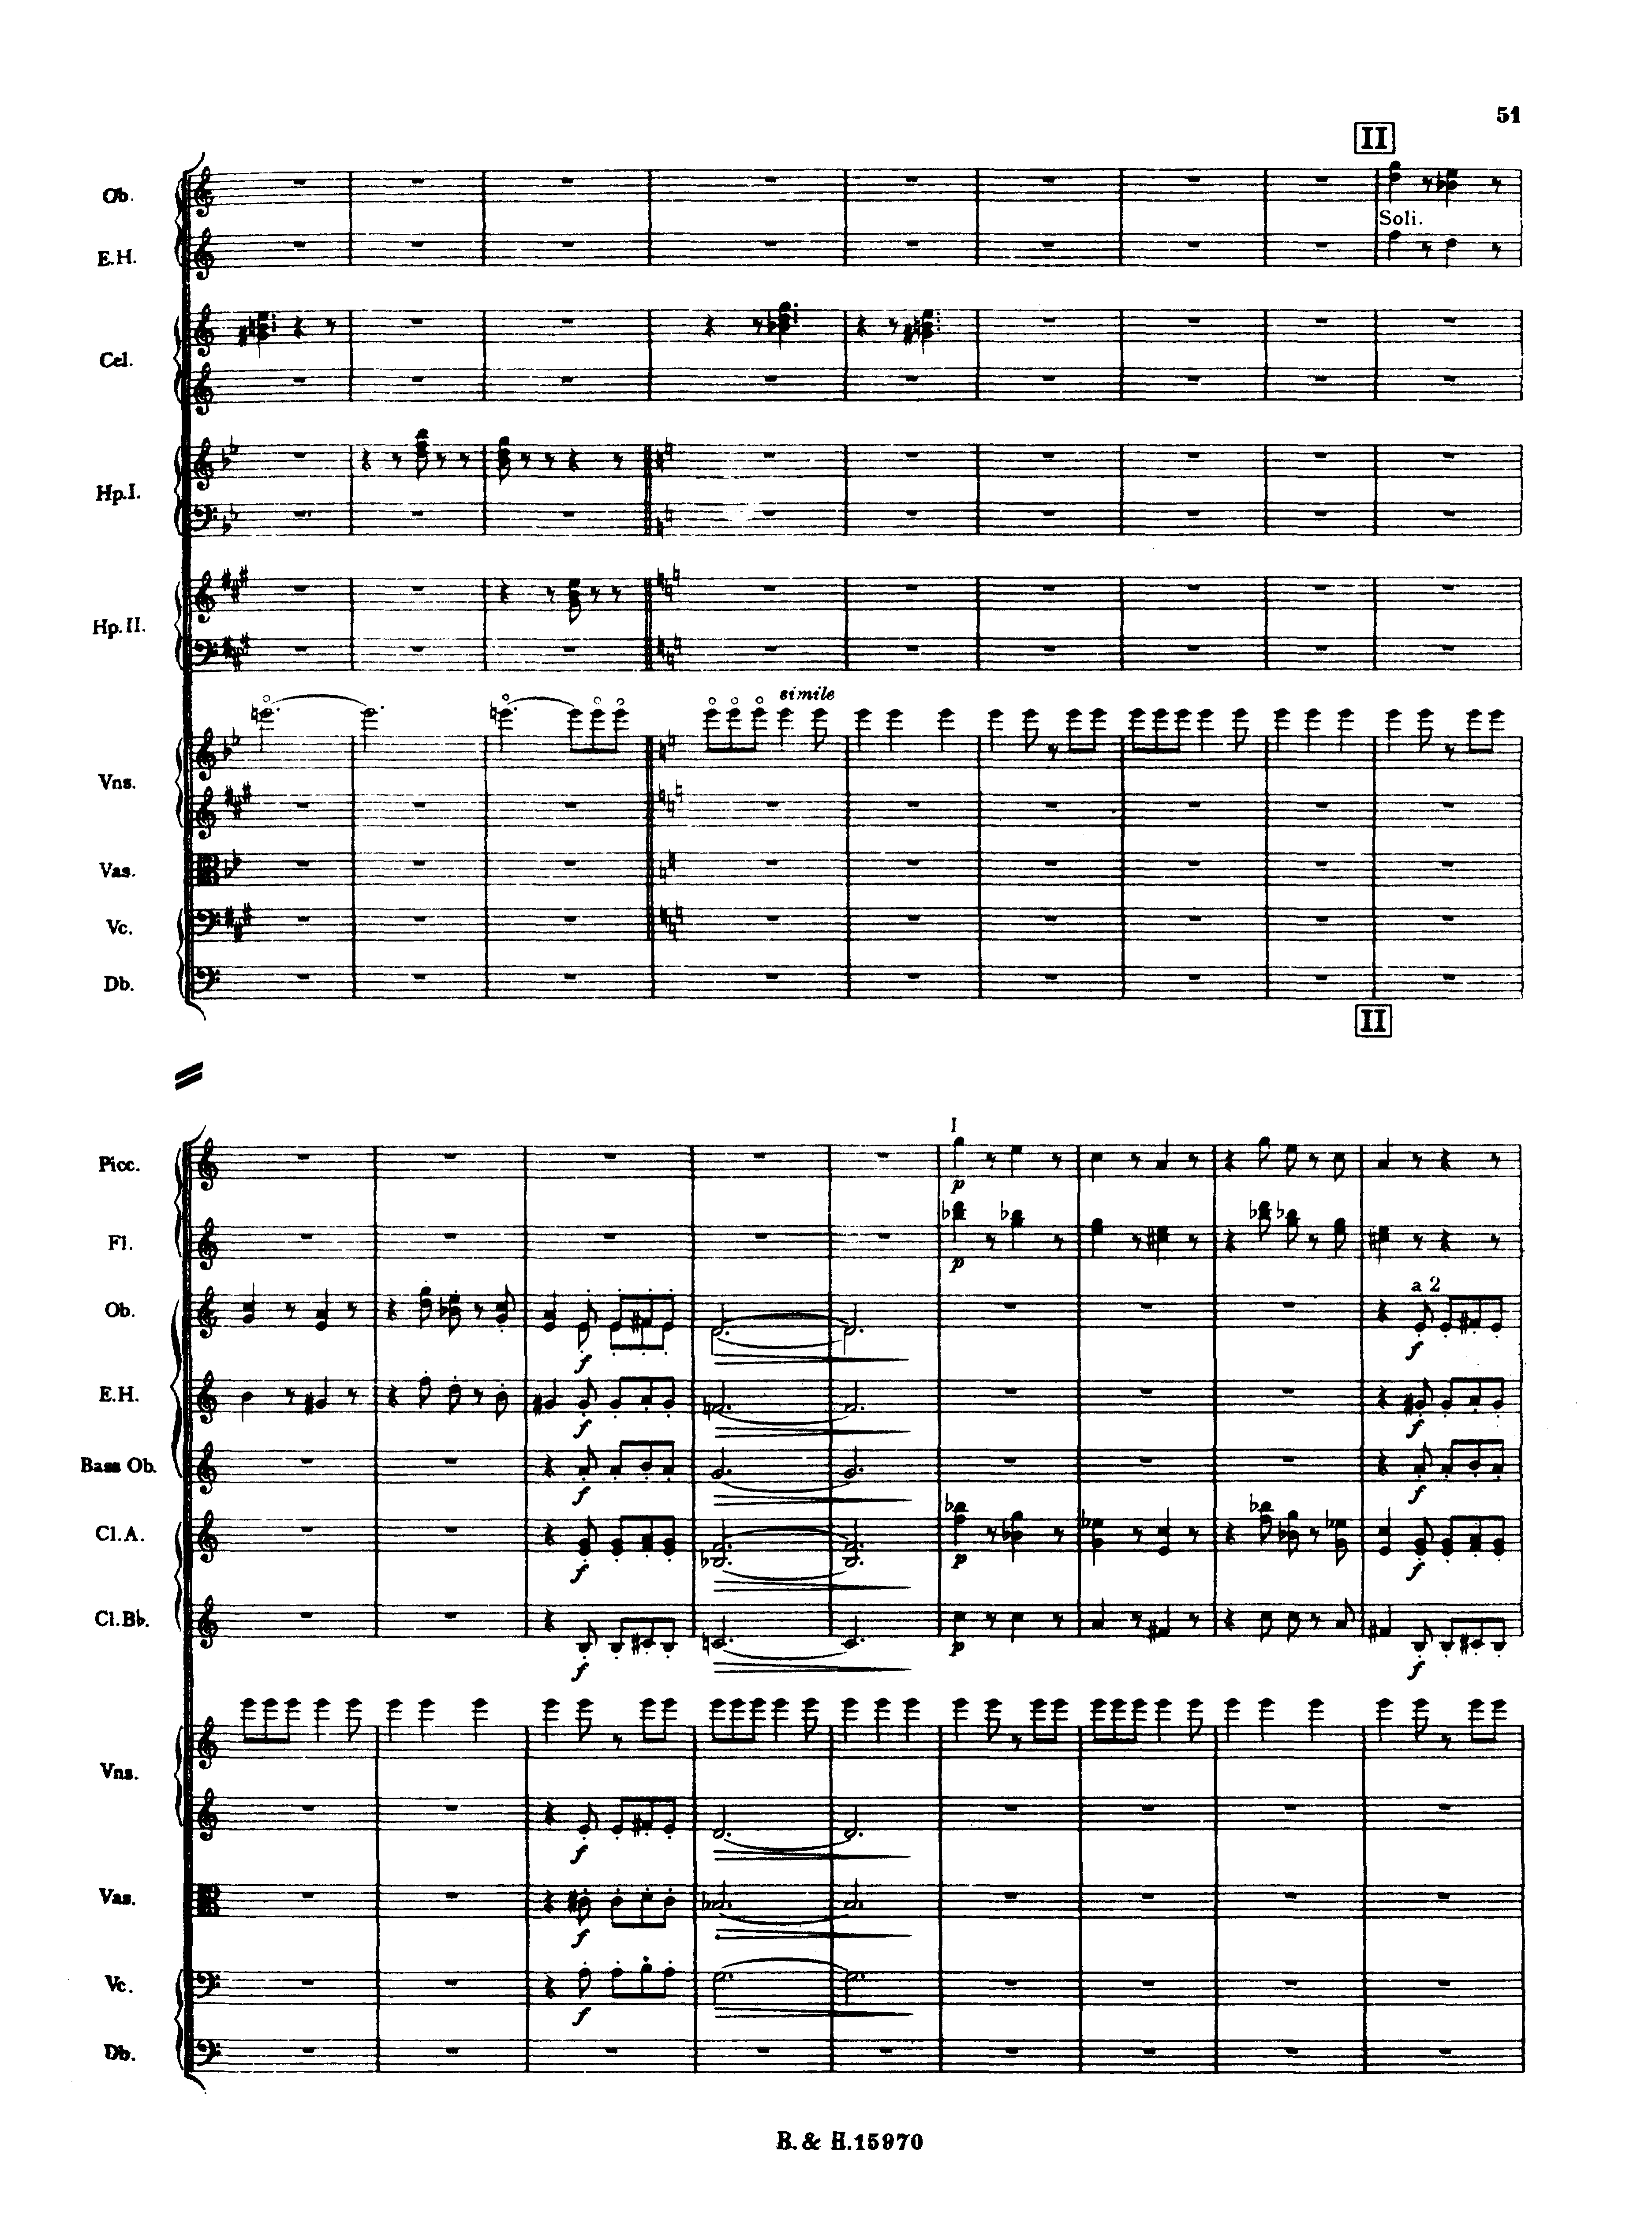 51
II
Ob.
Soli.
E.H.
Cel.
Hp.I.
Hp.II.
simile
Vns.
Vas.
Vc.
Db.
II
I
Picc.
p
Fl.
p
a 2
Ob.
f
f
E.H.
f
f
Bass Ob.
f
f
Cl.A.
f
p
f
Cl.Bb.
f
p
f
Vns.
f
Vas.
f
Vc.
f
Db.
B. & H. 15970